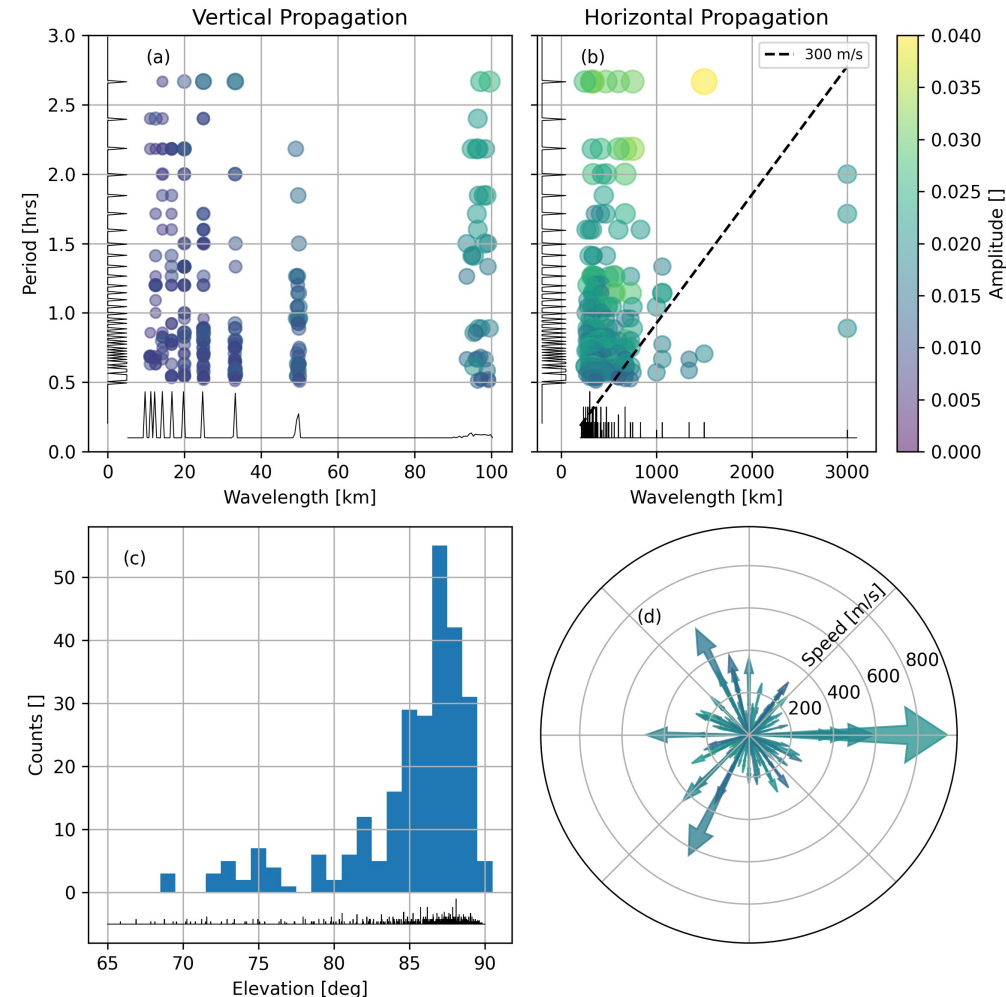 Vertical Propagation
Horizontal Propagation
(a)
3.0
2.5
2.0
1.5
1.0
0.5
0.0
Period [hrs]
0 20 40 60 80 100
Wavelength [km]
(b)
300 m/s
0 1000 2000 3000
Wavelength [km]
0.040
0.035
0.030
0.025
0.020
0.015
0.010
0.005
0.000
Amplitude []
(c)
50
40
30
20
10
0
Counts []
65 70 75 80 85 90
Elevation [deg]
(d)
Speed [m/s]
200
400
600
800